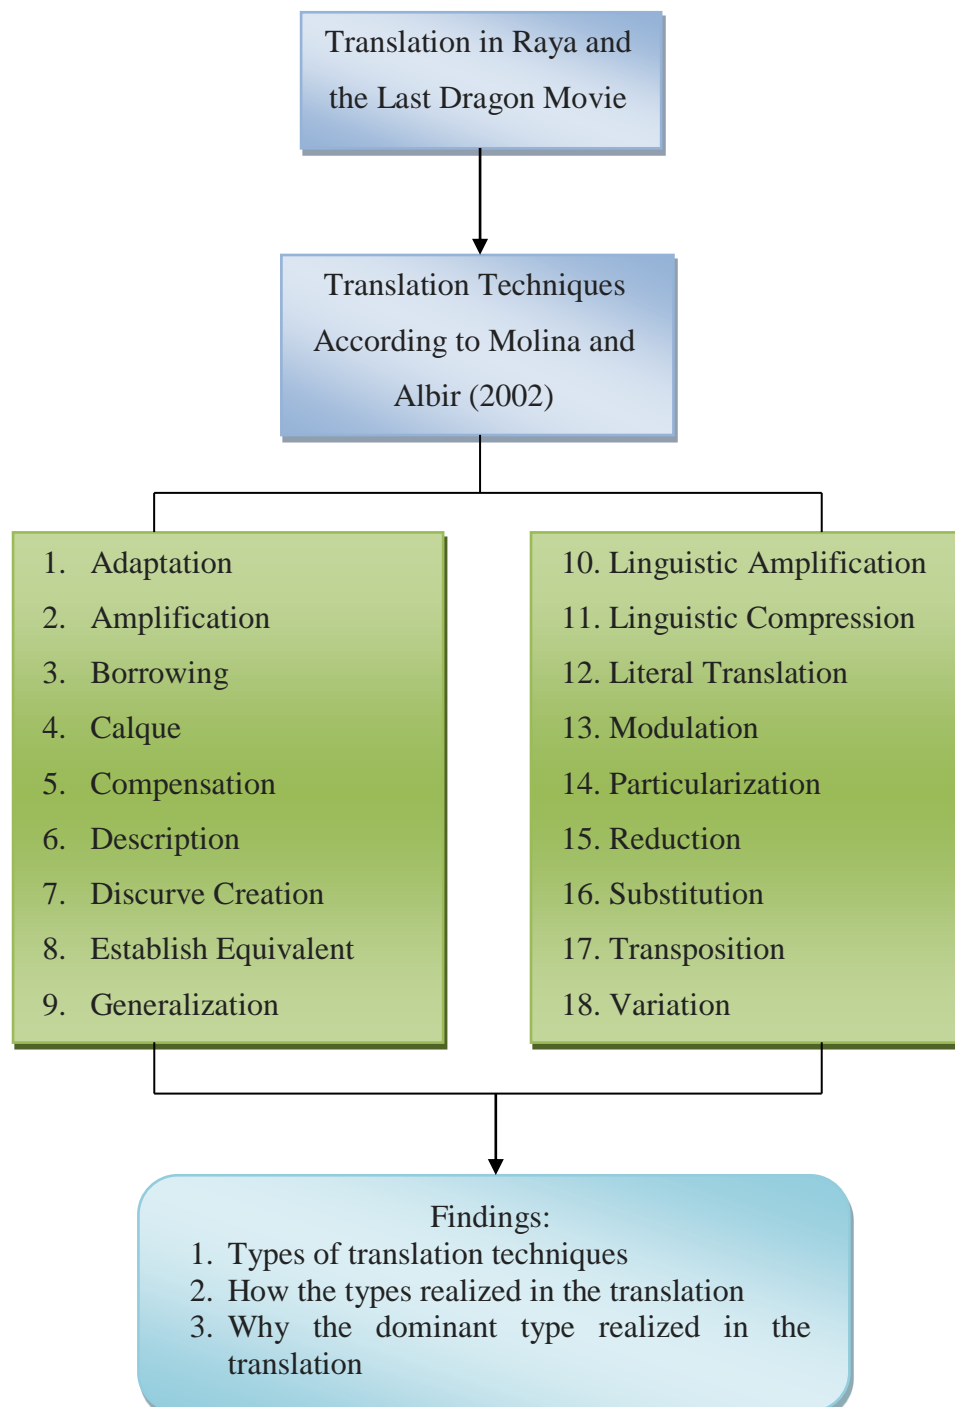 Translation in Raya and
the Last Dragon Movie
Translation Techniques
According to Molina and
Albir (2002)
1. Adaptation
2. Amplification
3. Borrowing
4. Calque
5. Compensation
6. Description
7. Discurve Creation
8. Establish Equivalent
9. Generalization
10. Linguistic Amplification
11. Linguistic Compression
12. Literal Translation
13. Modulation
14. Particularization
15. Reduction
16. Substitution
17. Transposition
18. Variation
Findings:
1. Types of translation techniques
2. How the types realized in the translation
3. Why the dominant type realized in the
translation